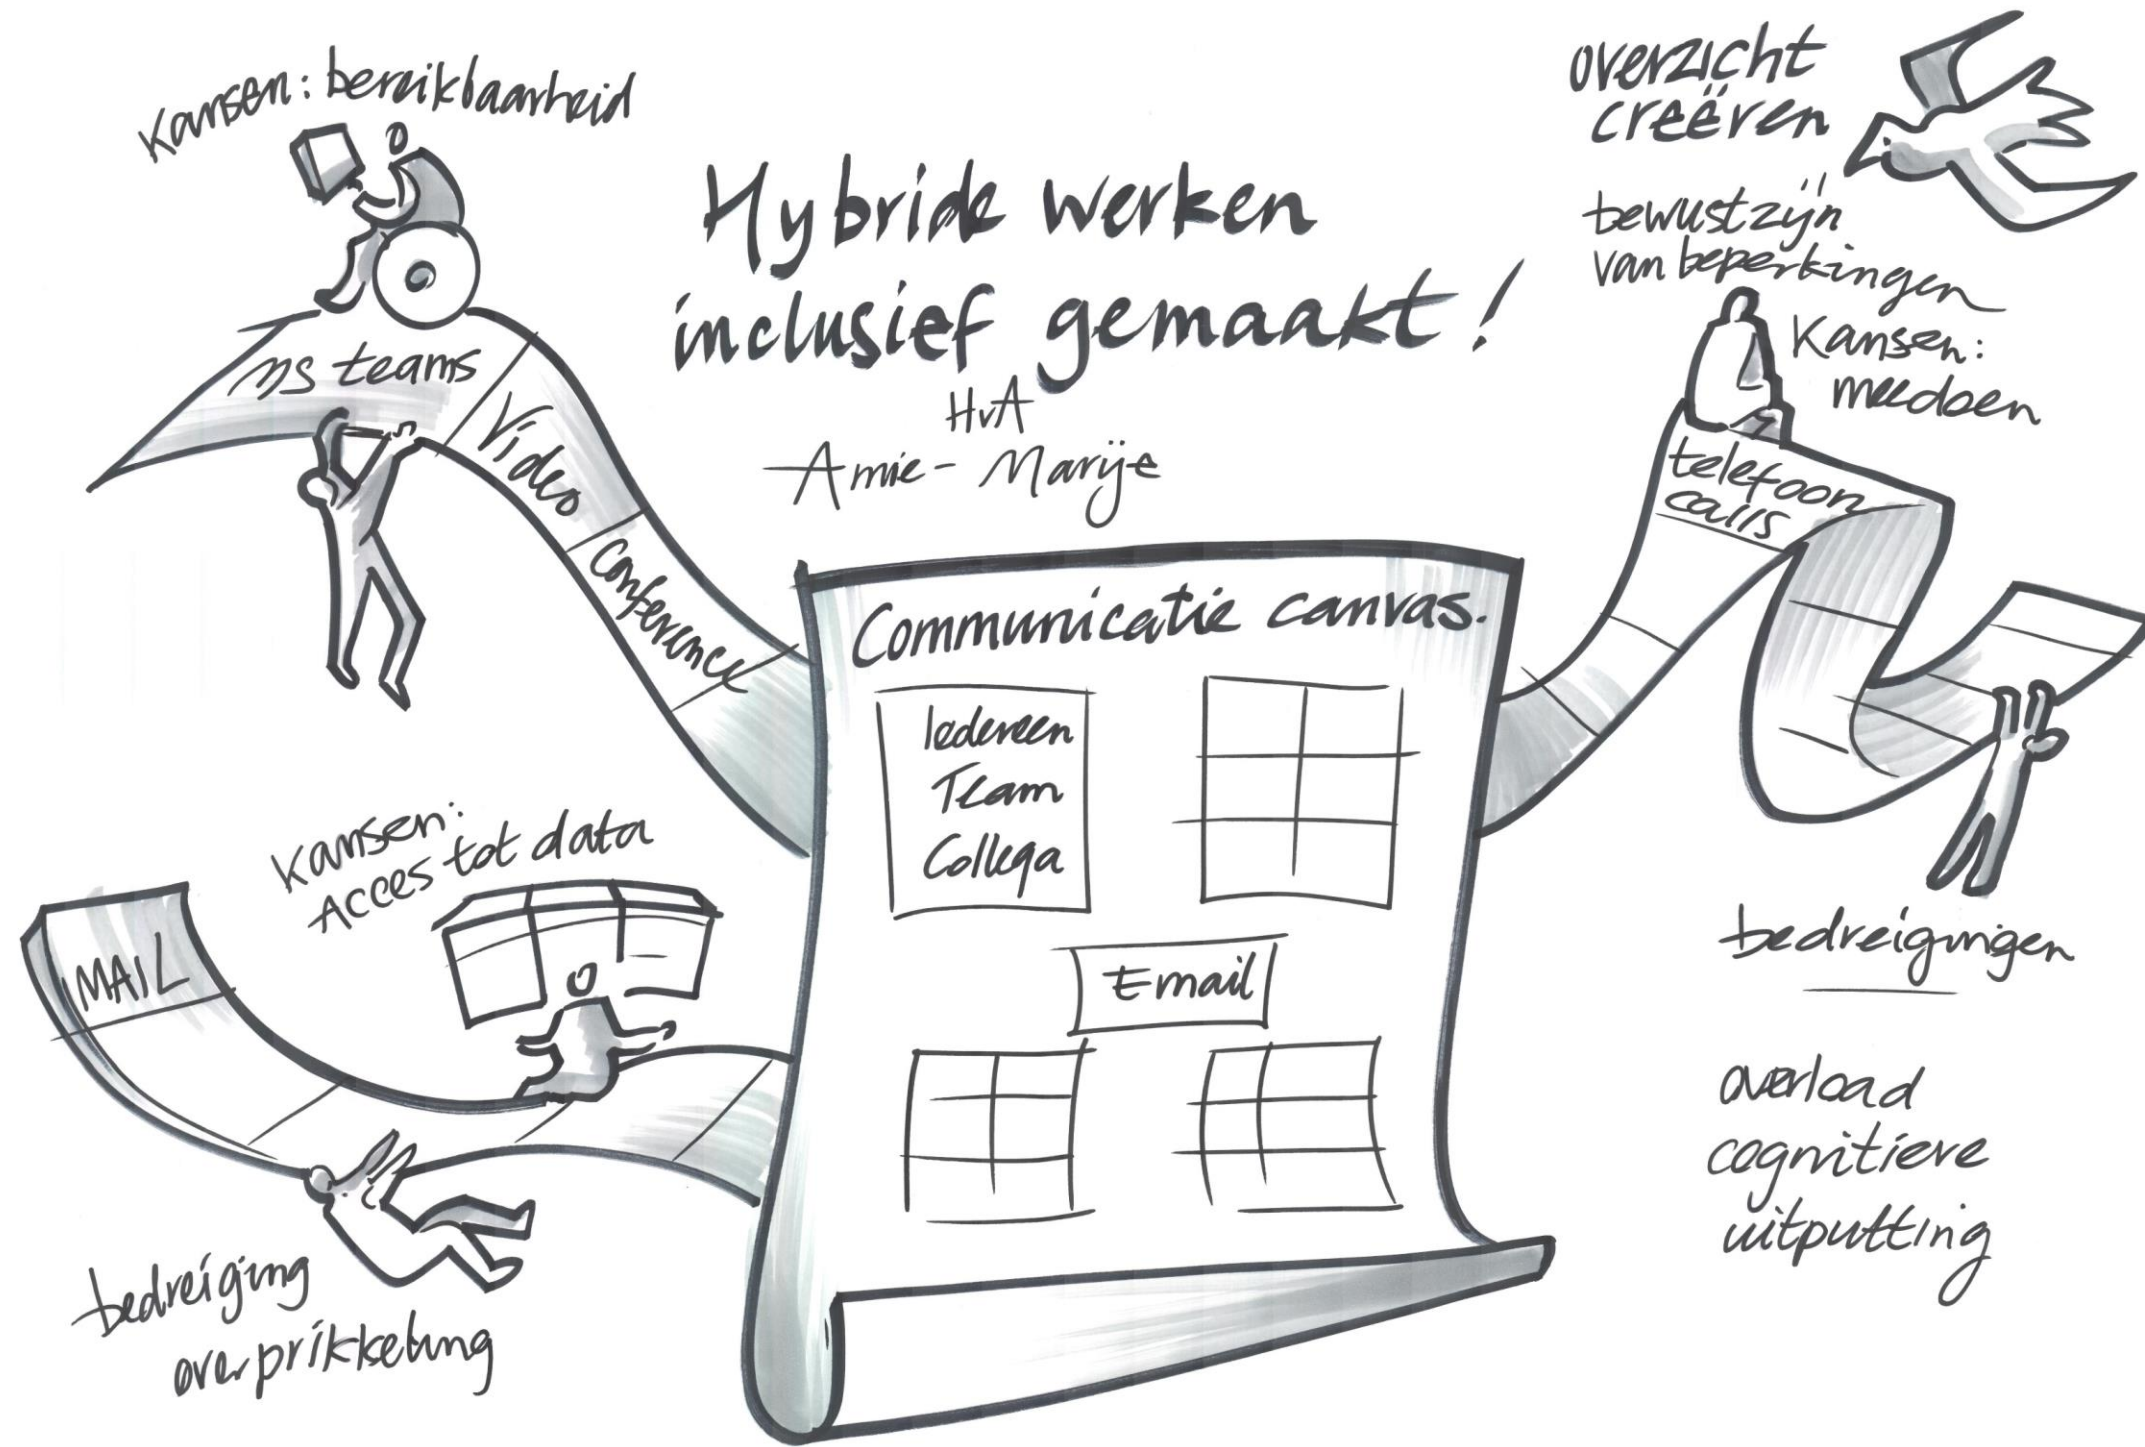 Kansen: bereikbaarheid
Hybride werken
inclusief gemaakt!
HvA
Amie-Marije
overzicht
creëren
bewustzijn
van beperkingen
Kansen:
meedoen
ms teams
Video
Conference
telefoon
calls
Communicatie canvas.
Iedereen
Team
Collega
Email
Kansen:
Acces tot data
MAIL
bedreiging
overprikkeling
bedreigingen
overload
cognitieve
uitputting